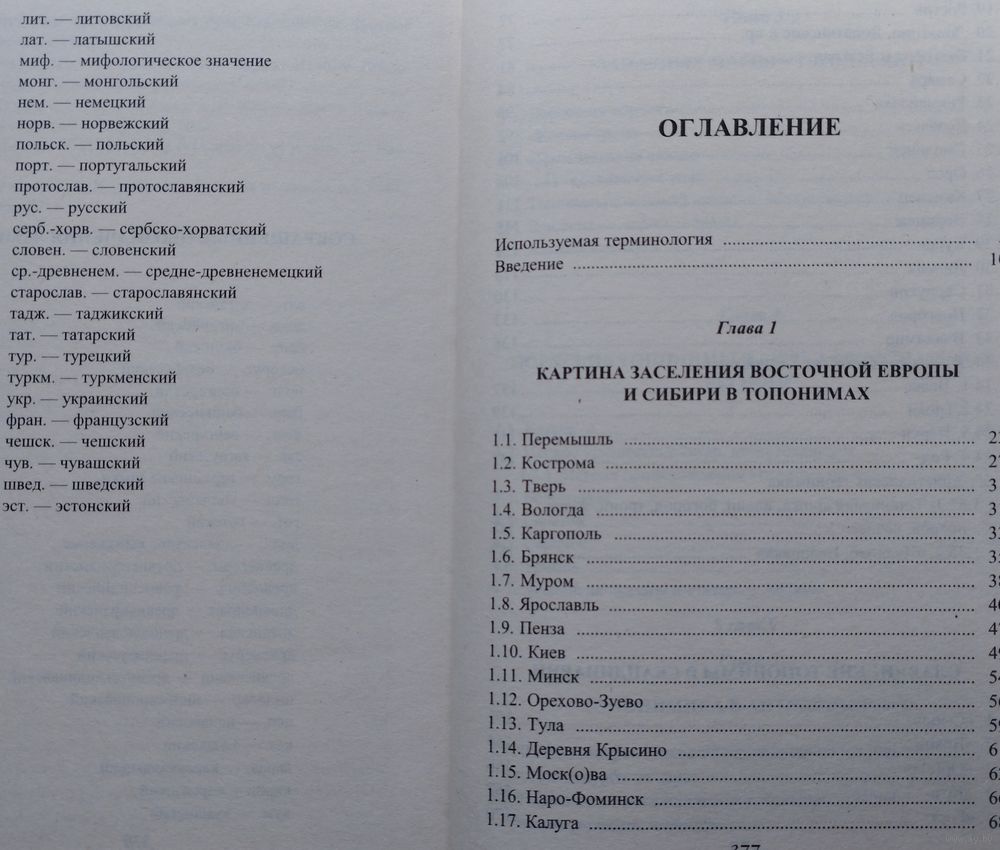 лит. — литовский
лат. — латышский
миф. — мифологическое значение
монг. — монгольский
нем. — немецкий
норв. — норвежский
польск. — польский
порт. — португальский
протослав. — протославянский
рус. — русский
серб.-хорв. — сербско-хорватский
словен. — словенский
ср.-древненем. — средне-древненемецкий
старослав. — старославянский
тадж. — таджикский
тат. — татарский
тур. — турецкий
туркм. — туркменский
укр. — украинский
фран. — французский
чешск. — чешский
чув. — чувашский
швед. — шведский
эст. — эстонский
ОГЛАВЛЕНИЕ
Используемая терминология
Введение
Глава 1
КАРТИНА ЗАСЕЛЕНИЯ ВОСТОЧНОЙ ЕВРОПЫ
И СИБИРИ В ТОПОНИМАХ
1.1. Перемышль
1.2. Кострома
1.3. Тверь
1.4. Вологда
1.5. Каргополь
1.6. Брянск
1.7. Муром
1.8. Ярославль
1.9. Пенза
1.10. Киев
1.11. Минск
1.12. Орехово-Зуево
1.13. Тула
1.14. Деревня Крысино
1.15. Моск(о)ва
1.16. Наро-Фоминск
1.17. Калуга
377